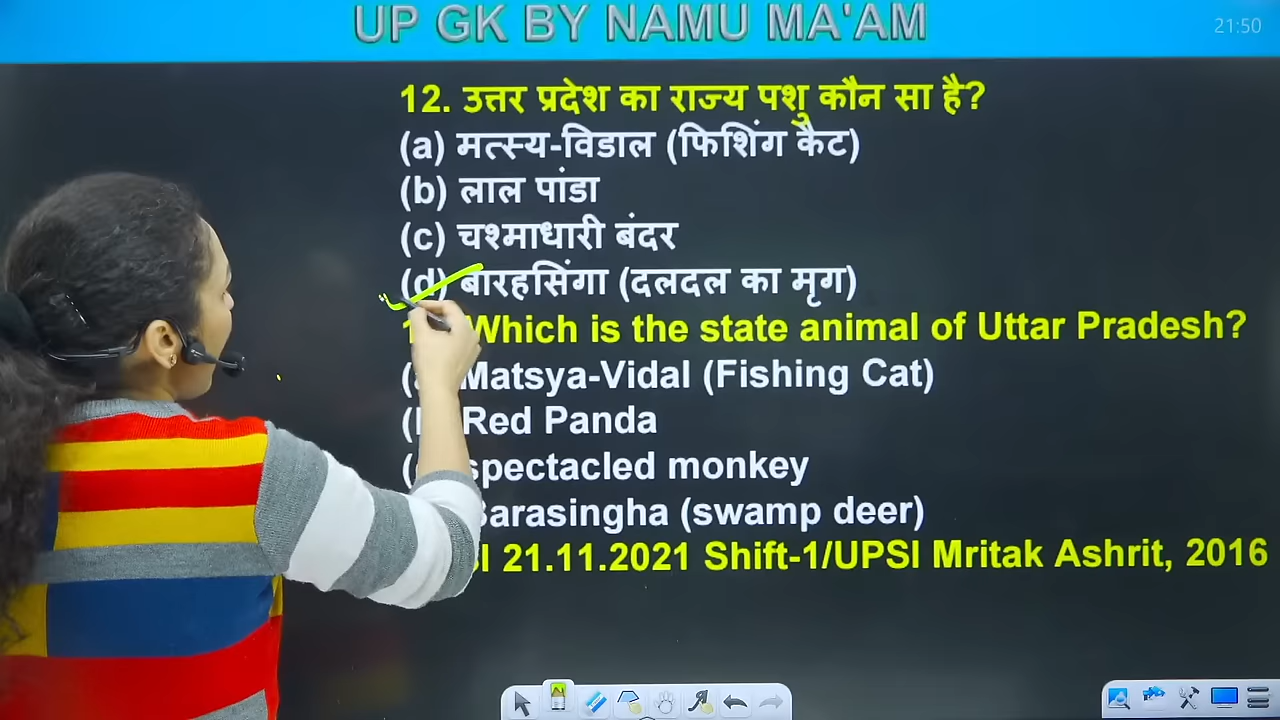 UP GK BY NAMU MA'AM
21:50
12. उत्तर प्रदेश का राज्य पशु कौन सा है?
(a) मत्स्य-विडाल (फिशिंग कैट)
(b) लाल पांडा
(c) चश्माधारी बंदर
(d) बारहसिंगा (दलदल का मृग)
Which is the state animal of Uttar Pradesh?
Matsya-Vidal (Fishing Cat)
Red Panda
spectacled monkey
Barasingha (swamp deer)
21.11.2021 Shift-1/UPSI Mritak Ashrit, 2016